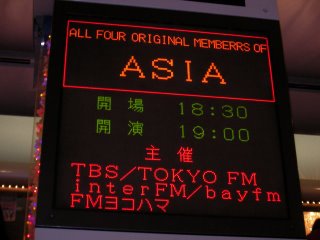 ALL FOUR ORIGINAL MEMBERRS OF
ASIA
開場 18:30
開演 19:00
主催
TBS/TOKYO FM
interFM/bayfm
FMヨコハマ